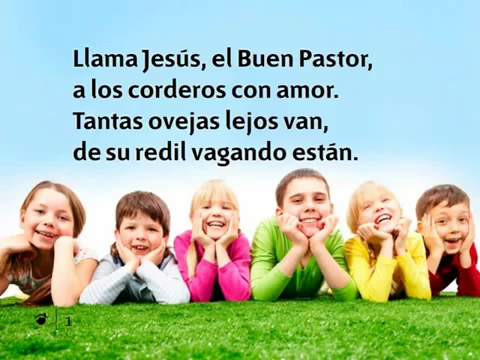 Llama Jesús, el Buen Pastor,
a los corderos con amor.
Tantas ovejas lejos van,
de su redil vagando están.
1